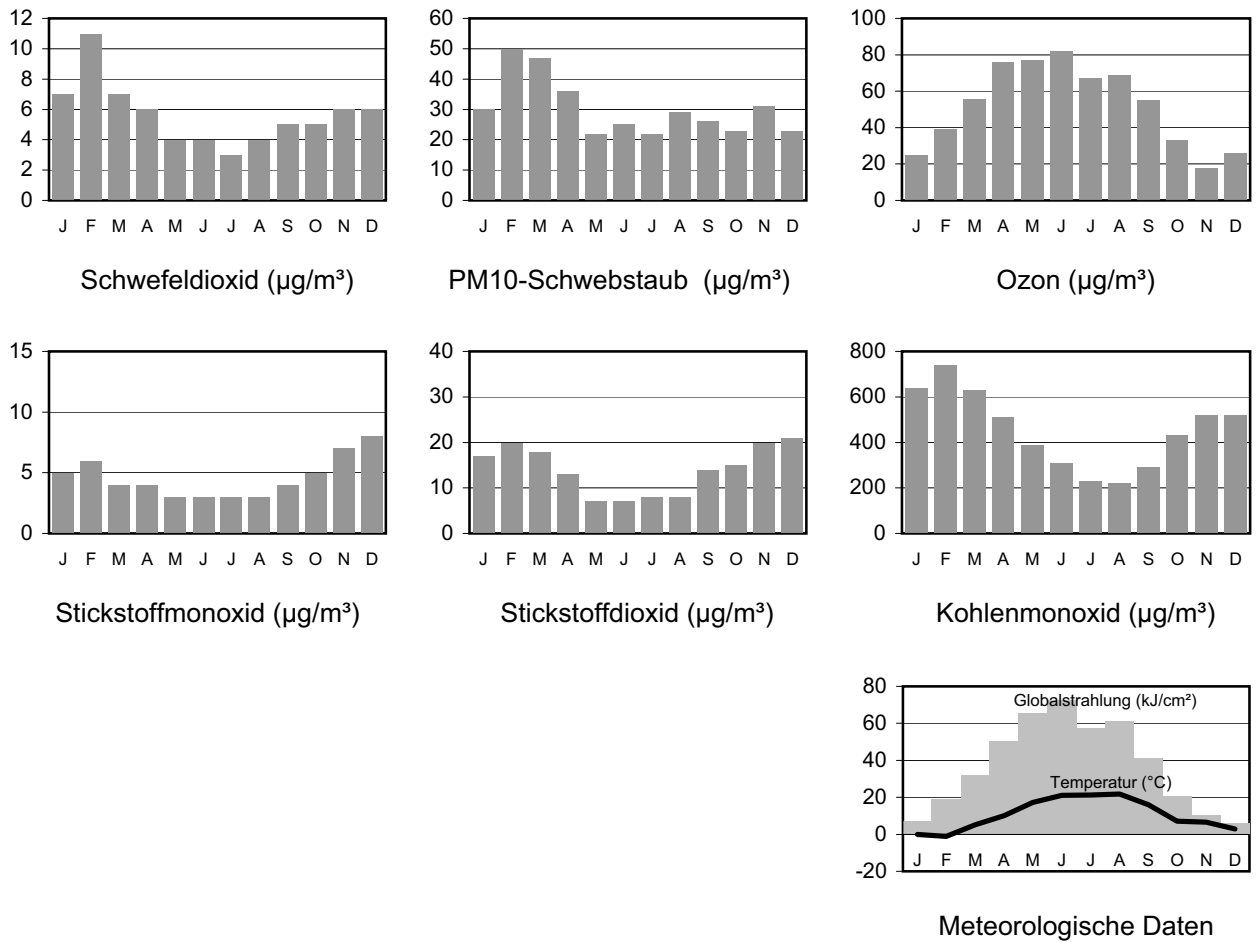 12
10
8
6
4
2
0
J F M A M J J A S O N D
Schwefeldioxid (µg/m³)
60
50
40
30
20
10
0
J F M A M J J A S O N D
PM10-Schwebstaub (µg/m³)
100
80
60
40
20
0
J F M A M J J A S O N D
Ozon (µg/m³)
15
10
5
0
J F M A M J J A S O N D
Stickstoffmonoxid (µg/m³)
40
30
20
10
0
J F M A M J J A S O N D
Stickstoffdioxid (µg/m³)
800
600
400
200
0
J F M A M J J A S O N D
Kohlenmonoxid (µg/m³)
80
60
40
20
0
-20
Globalstrahlung (kJ/cm²)
Temperatur (°C)
J F M A M J J A S O N D
Meteorologische Daten